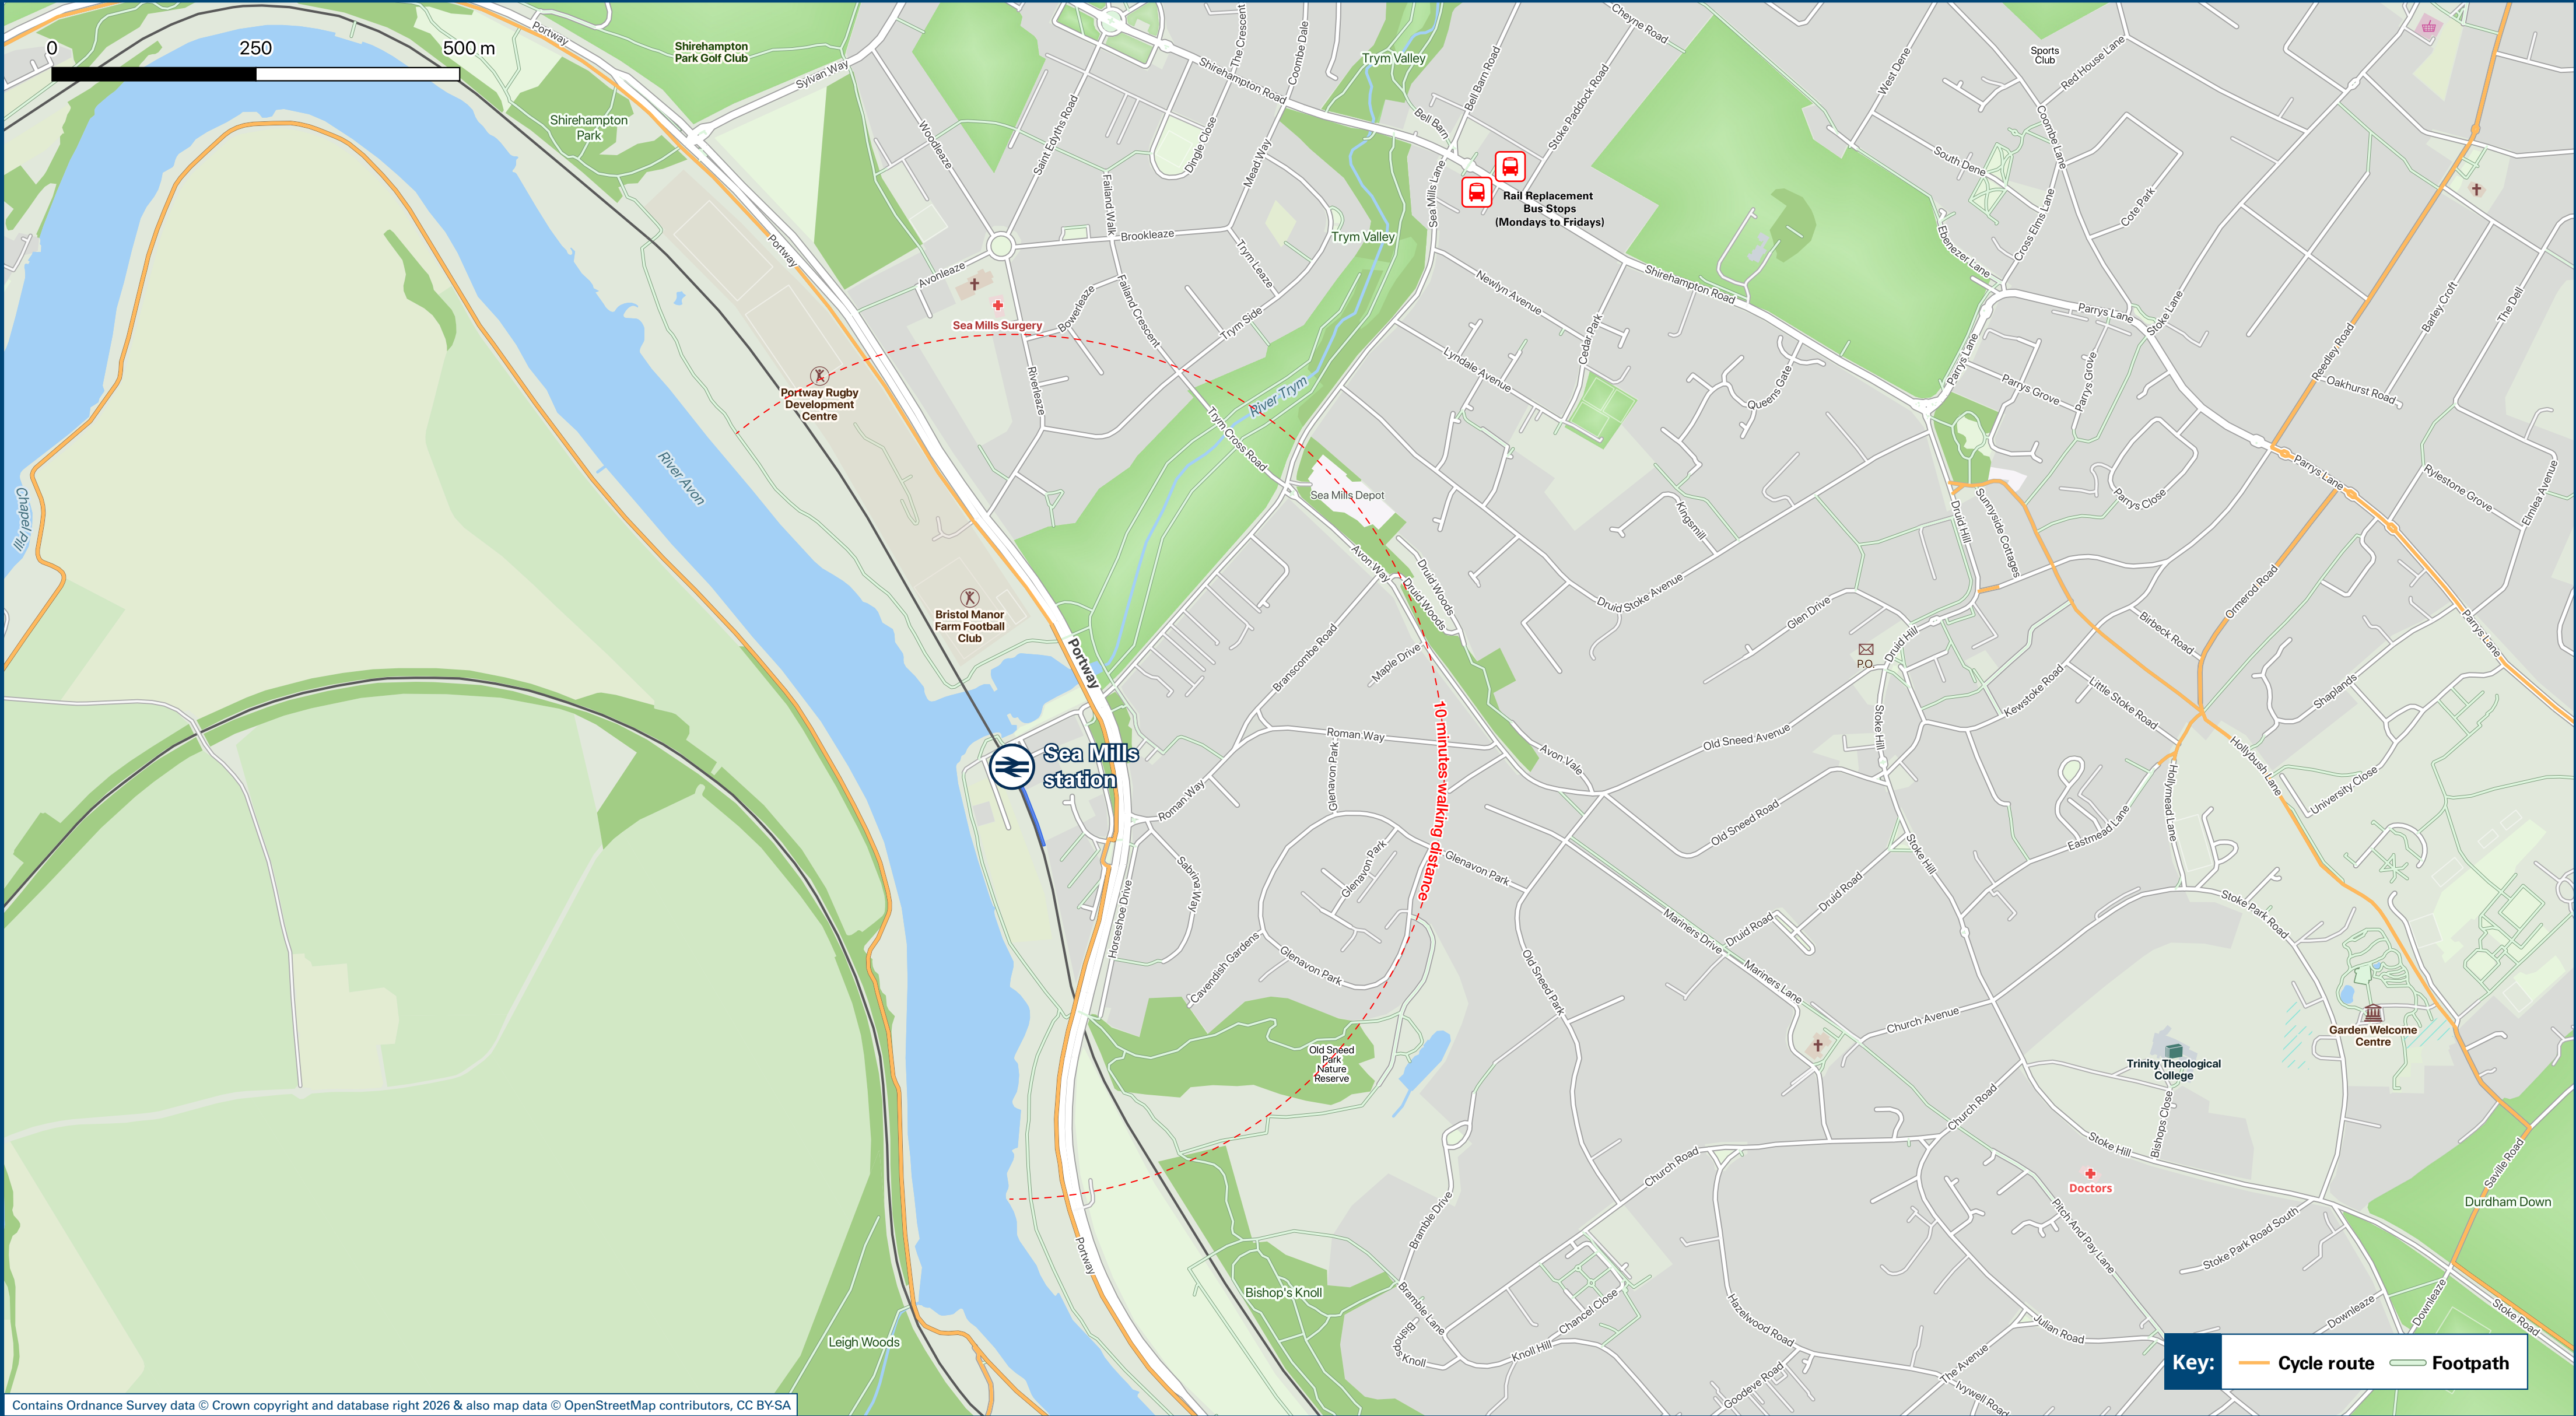 0 250 500 m
Portway
Shirehampton
Park Golf Club
Sylvan Way
Shirehampton
Park
Woodleaze
Saint Edyths Road
The Crescent
Coombe Dale
Shirehampton Road
Dingle Close
Mead Way
Failand Walk
Trym Valley
Bell Barn Road
Bell Barn
Stoke Paddock Road
Cheyne Road
Sea Mills Lane
Rail Replacement
Bus Stops
(Mondays to Fridays)
West Dene
Sports
Club
Red House Lane
Coombe Lane
South Dene
Cote Park
Cross Elms Lane
Ebenezer Lane
Parrys Lane
Stoke Lane
Reedley Road
Barley Croft
The Dell
Portway
Avonleaze
Brookleaze
Trym Leaze
Trym Valley
Newlyn Avenue
Shirehampton Road
Sea Mills Surgery
Bowerleaze
Failand Crescent
Trym Side
Lyndale Avenue
Cedar Park
Queens Gate
Parrys Lane
Parrys Grove
Parrys Grove
Oakhurst Road
Portway Rugby
Development
Centre
Riverleaze
River Trym
Trym Cross Road
River Avon
Chapel Pill
Sea Mills Depot
Kingsmill
Druid Hill
Sunnyside Cottages
Parrys Close
Parrys Lane
Rylestone Grove
Elmlea Avenue
Avon Way
Druid Woods
Druid Woods
Druid Stoke Avenue
Glen Drive
Druid Hill
Birbeck Road
Ormerod Road
Parrys Lane
Bristol Manor
Farm Football
Club
Portway
Branscombe Road
Maple Drive
P.O.
Kewstoke Road
Little Stoke Road
Shaplands
Sea Mills
station
Roman Way
Roman Way
Glenavon Park
10 minutes walking distance
Avon Vale
Old Sneed Avenue
Stoke Hill
Hollybush Lane
University Close
Hollymead Lane
Eastmead Lane
Old Sneed Road
Sabrina Way
Horseshoe Drive
Glenavon Park
Glenavon Park
Stoke Hill
Druid Road
Druid Road
Mariners Drive
Stoke Park Road
Cavendish Gardens
Glenavon Park
Old Sneed Park
Mariners Lane
Church Avenue
Garden Welcome
Centre
Old Sneed
Park
Nature
Reserve
Trinity Theological
College
Church Road
Bishops Close
Stoke Hill
Church Road
Doctors
Saville Road
Durdham Down
Bramble Drive
Pitch And Pay Lane
Stoke Park Road South
Portway
Bishop's Knoll
Bramble Lane
Chancel Close
Hazelwood Road
Julian Road
Downleaze
Downleaze
Stoke Road
Leigh Woods
Bishops Knoll
Knoll Hill
Goodeve Road
The Avenue
Ivywell Road
Key: Cycle route Footpath
Contains Ordnance Survey data © Crown copyright and database right 2026 & also map data © OpenStreetMap contributors, CC BY-SA